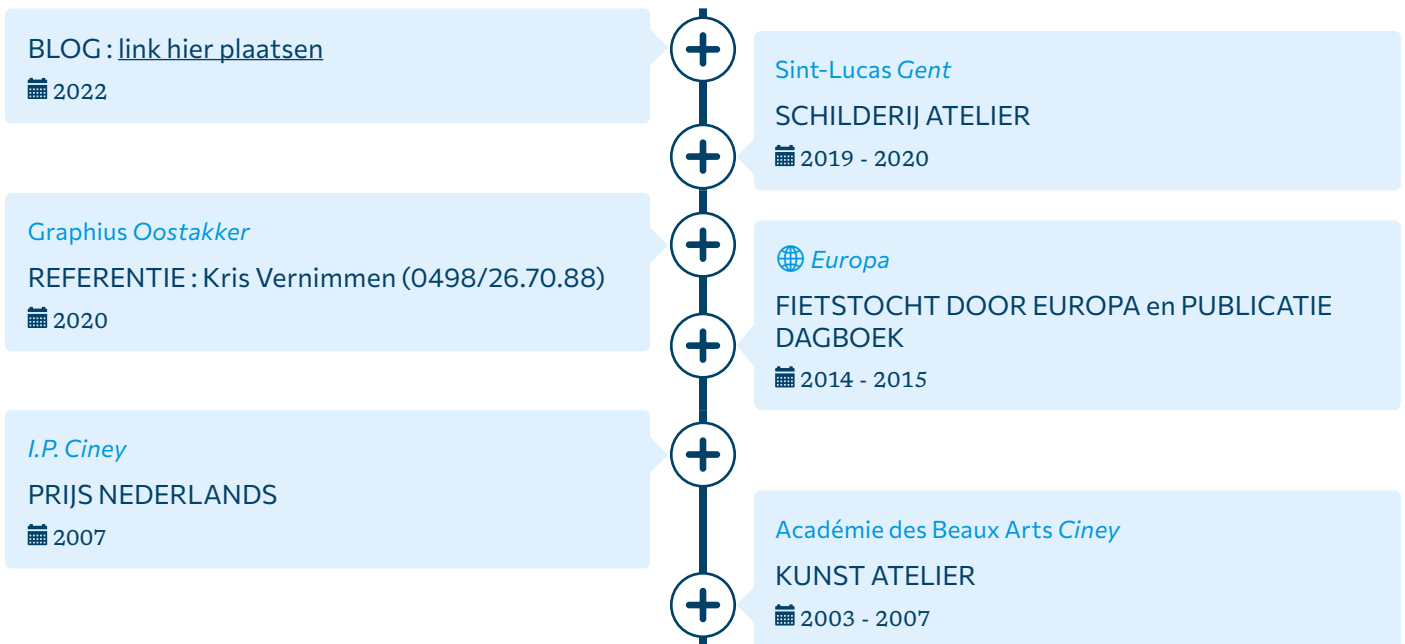 BLOG : link hier plaatsen
2022
Sint-Lucas Gent
SCHILDERIJ ATELIER
2019 - 2020
Graphius Oostakker
REFERENTIE : Kris Vernimmen (0498/26.70.88)
2020
Europa
FIETSTOCHT DOOR EUROPA en PUBLICATIE
DAGBOEK
2014 - 2015
I.P. Ciney
PRIJS NEDERLANDS
2007
Académie des Beaux Arts Ciney
KUNST ATELIER
2003 - 2007